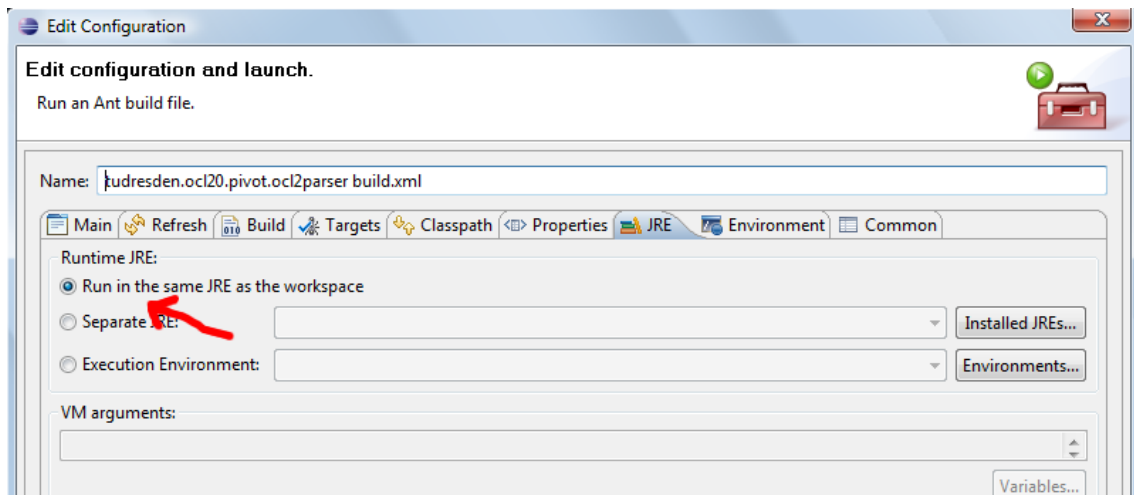 Edit Configuration
Edit configuration and launch.
Run an Ant build file.
Name: tudresden.ocl20.pivot.ocl2parser build.xml
Main Refresh Build Targets Classpath Properties JRE Environment Common
Runtime JRE:
Run in the same JRE as the workspace
Separate JRE: Installed JREs...
Execution Environment: Environments...
VM arguments:
Variables...